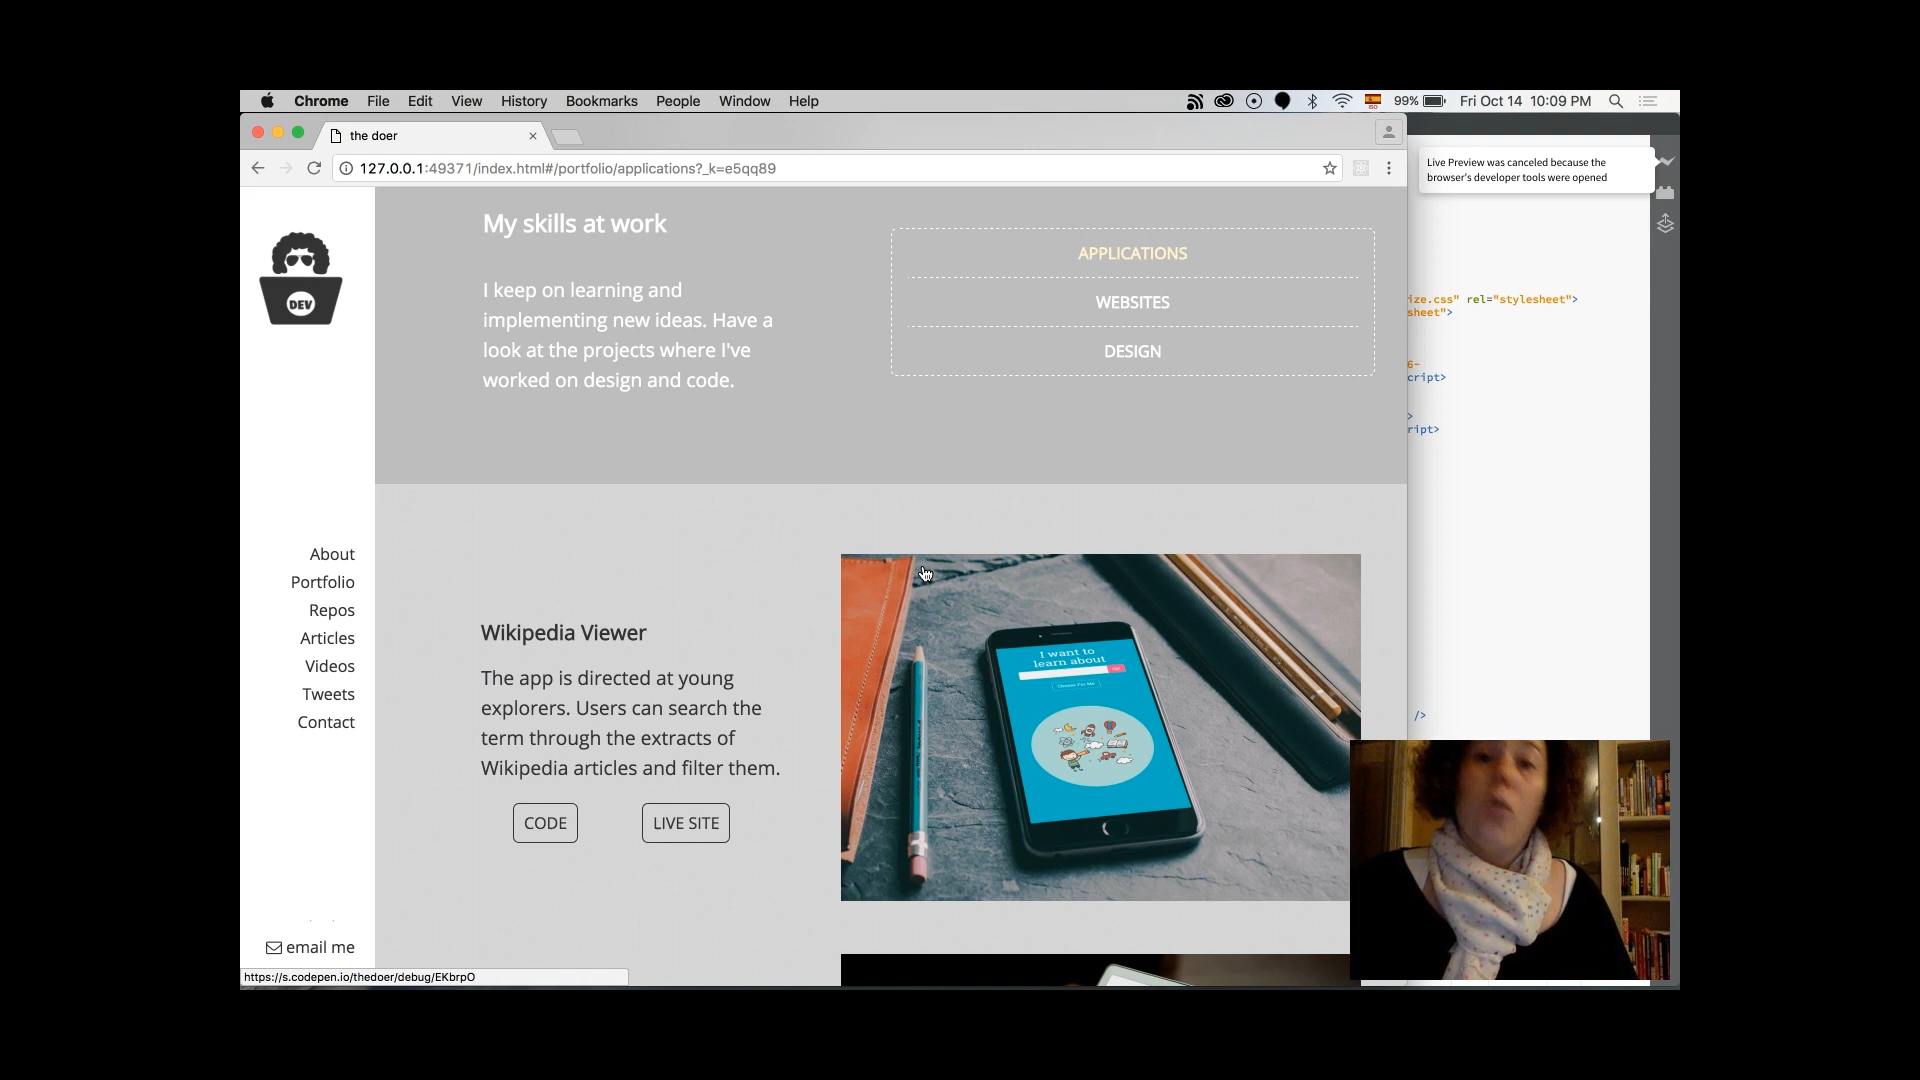 Chrome File Edit View History Bookmarks People Window Help
99% Fri Oct 14 10:09 PM
the doer
127.0.0.1:49371/index.html#/portfolio/applications?_k=e5qq89
Live Preview was canceled because the
browser's developer tools were opened
DEV
My skills at work
I keep on learning and
implementing new ideas. Have a
look at the projects where I've
worked on design and code.
APPLICATIONS
WEBSITES
DESIGN
ize.css" rel="stylesheet">
sheet">
6-
cript>
>
ript>
/>
About
Portfolio
Repos
Articles
Videos
Tweets
Contact
email me
Wikipedia Viewer
The app is directed at young
explorers. Users can search the
term through the extracts of
Wikipedia articles and filter them.
CODE
LIVE SITE
I want to
learn about
https://s.codepen.io/thedoer/debug/EKbrpO